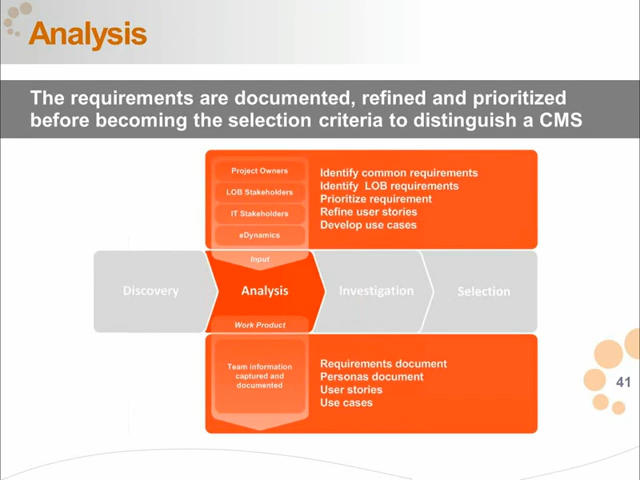 Analysis
The requirements are documented, refined and prioritized
before becoming the selection criteria to distinguish a CMS
Project Owners
LOB Stakeholders
IT Stakeholders
eDynamics
Input
Identify common requirements
Identify LOB requirements
Prioritize requirement
Refine user stories
Develop use cases
Discovery
Analysis
Investigation
Selection
Work Product
Team information
captured and
documented
Requirements document
Personas document
User stories
Use cases
41